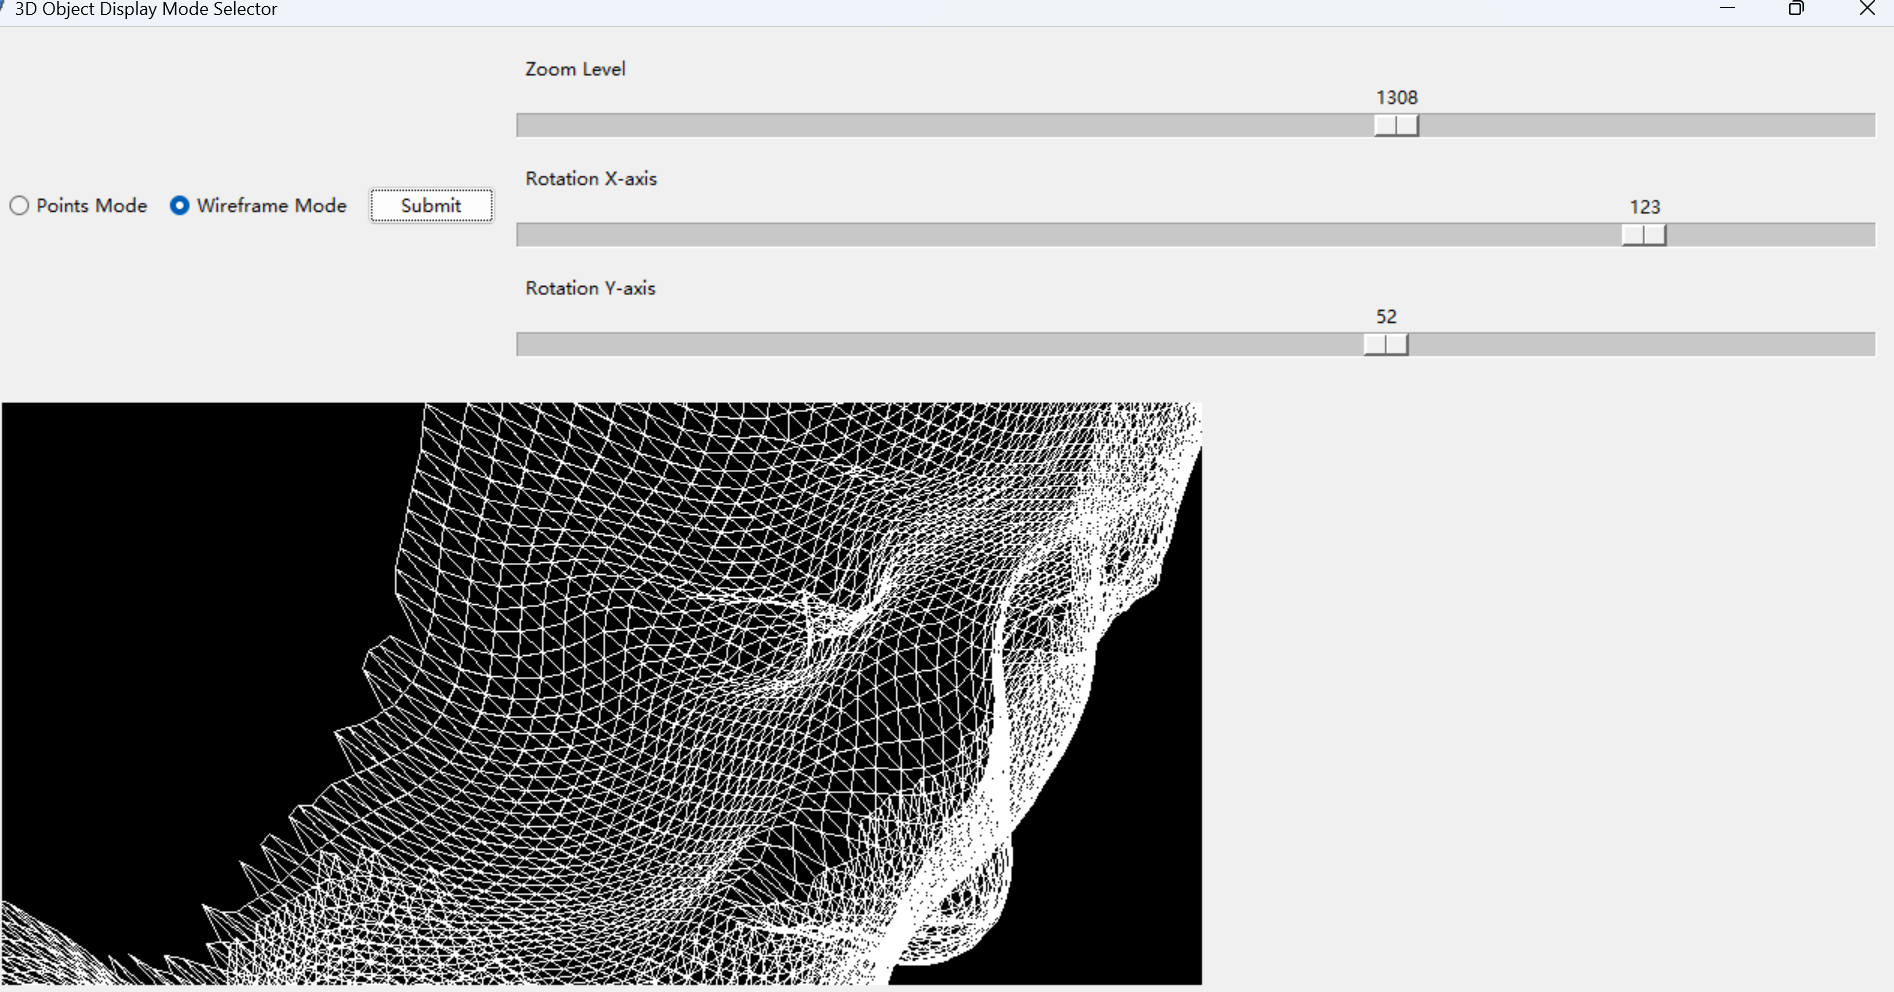 3D Object Display Mode Selector
Zoom Level
1308
Rotation X-axis
123
Points Mode
Wireframe Mode
Submit
Rotation Y-axis
52